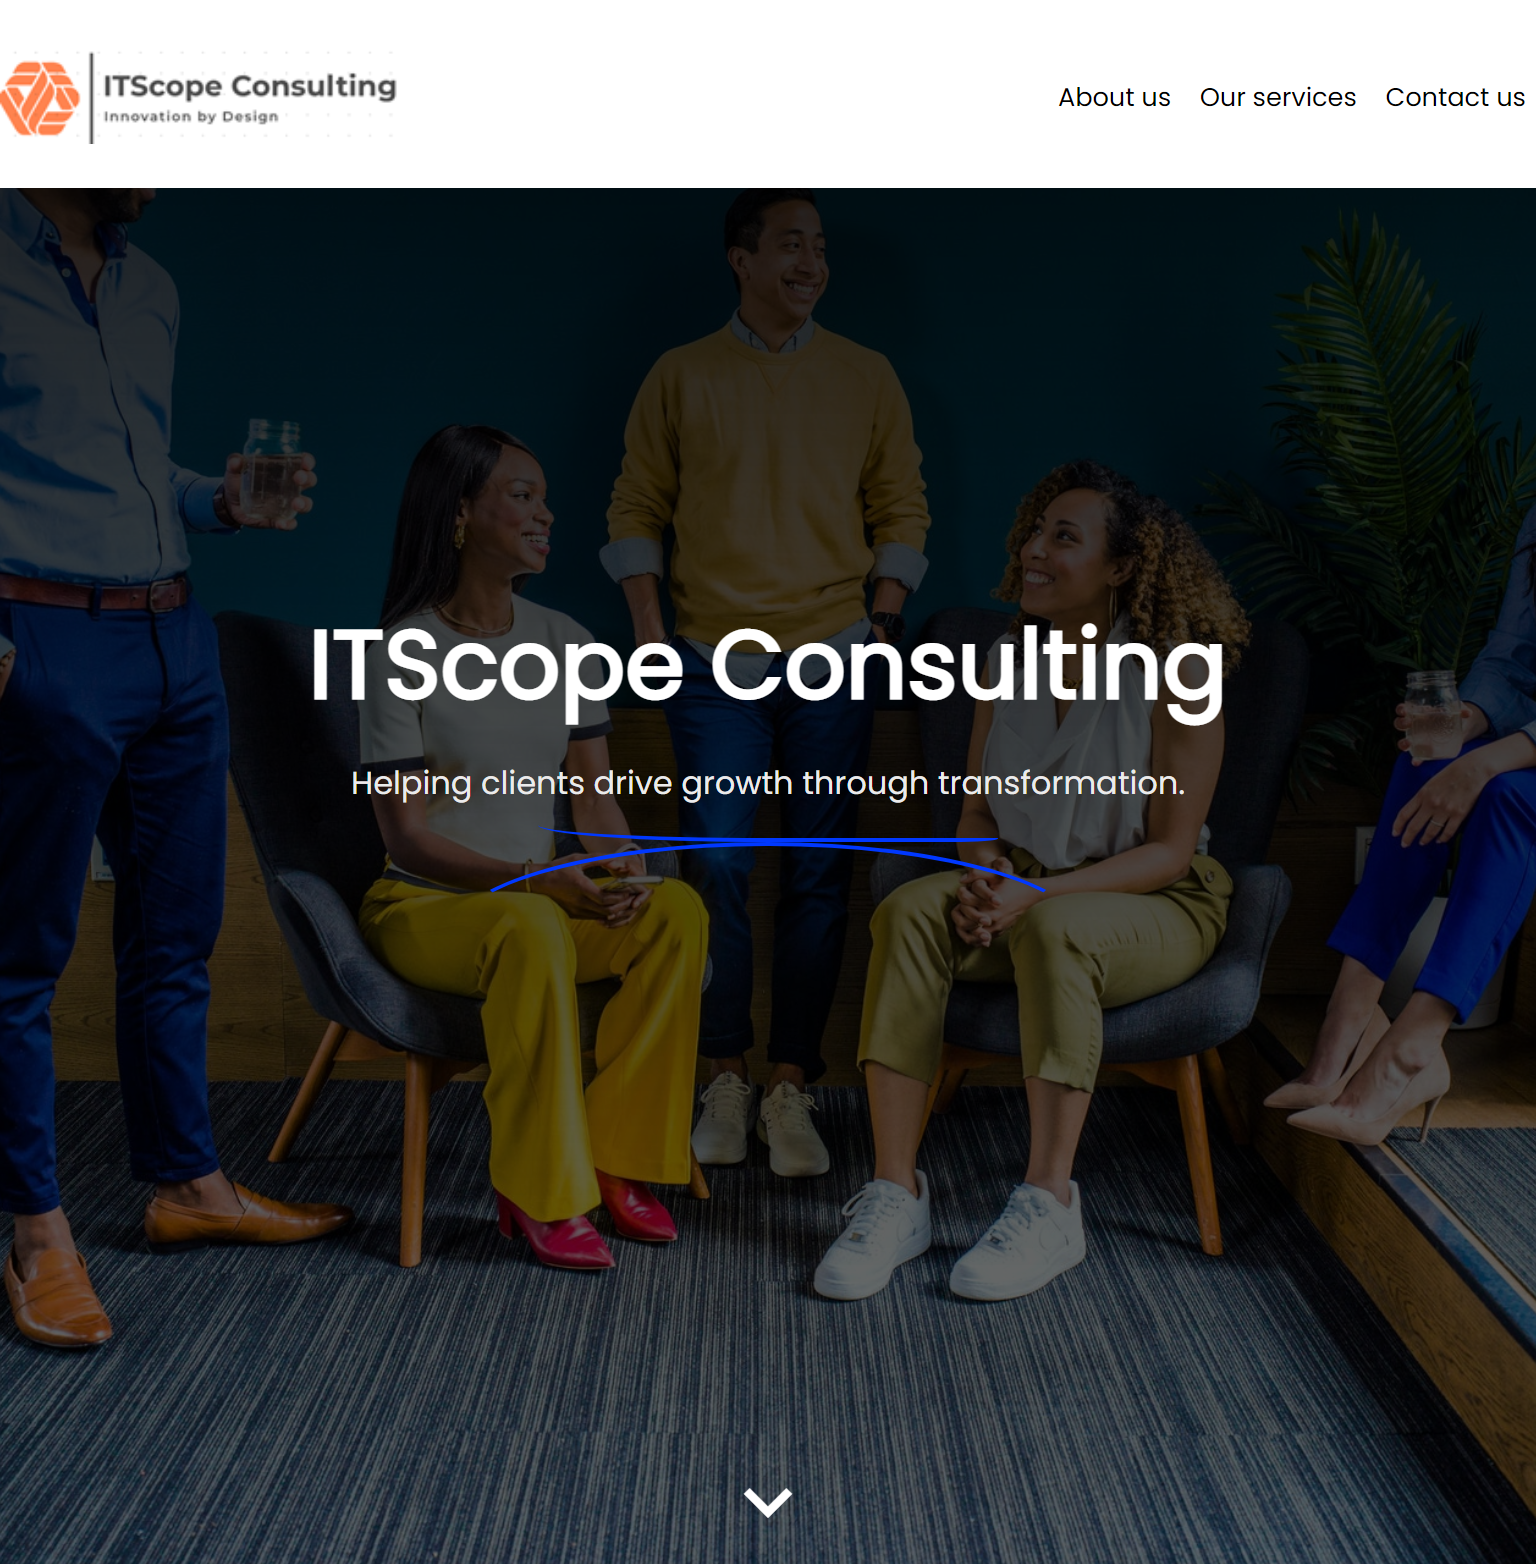 ITScope Consulting
Innovation by Design
About us Our services Contact us
ITScope Consulting
Helping clients drive growth through transformation.